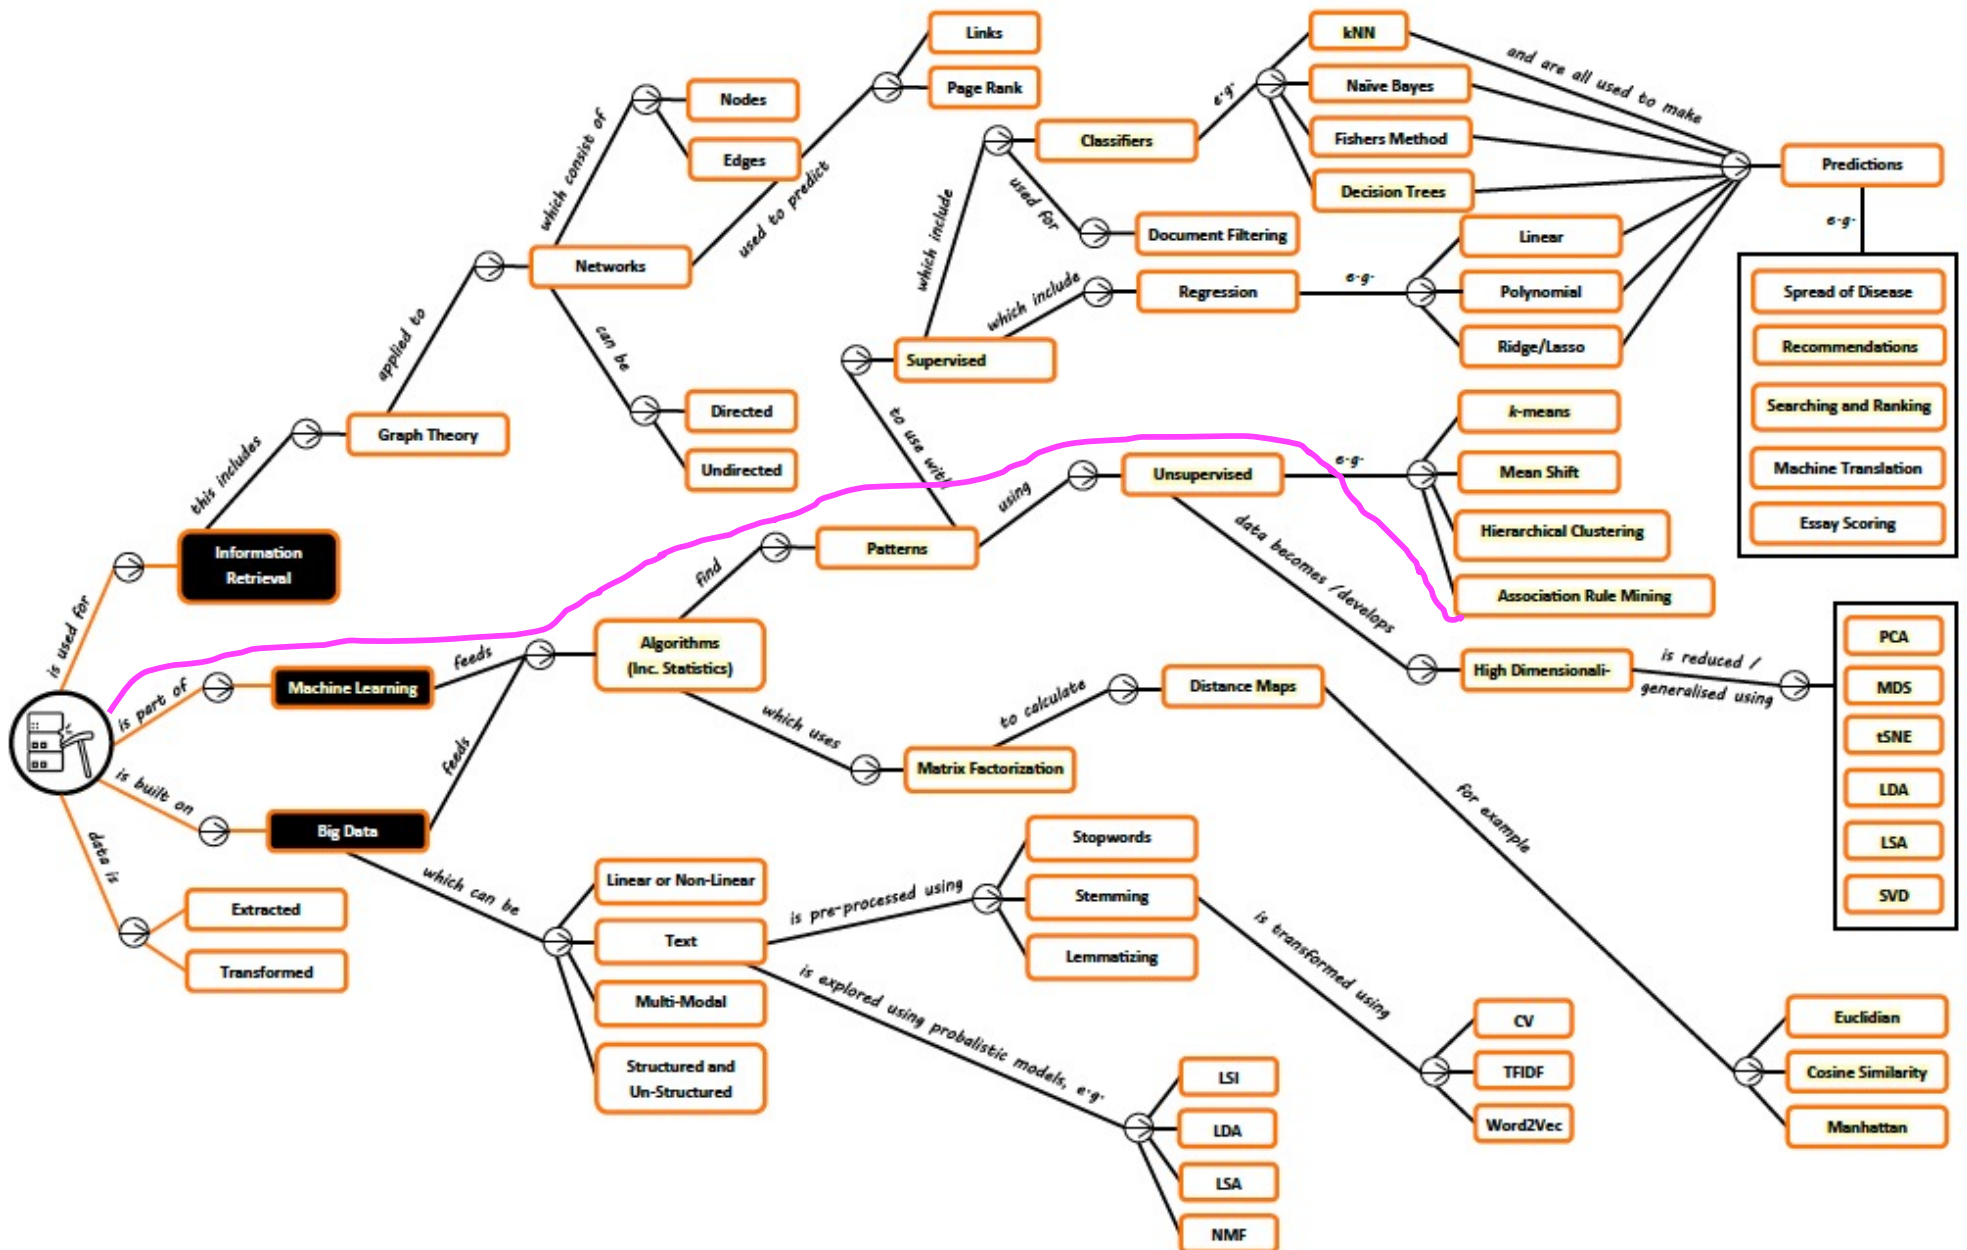 is used for
Information
Retrieval
this includes
Graph Theory
applied to
Networks
which consist of
Nodes
Edges
used to predict
Links
Page Rank
can be
Directed
Undirected
is part of
Machine Learning
feeds
is built on
Big Data
feeds
Algorithms
(Inc. Statistics)
find
Patterns
to use with
Supervised
which include
Classifiers
e.g.
kNN
Naïve Bayes
Fishers Method
Decision Trees
and are all used to make
Predictions
e.g.
Spread of Disease
Recommendations
Searching and Ranking
Machine Translation
Essay Scoring
used for
Document Filtering
which include
Regression
e.g.
Linear
Polynomial
Ridge/Lasso
using
Unsupervised
e.g.
k-means
Mean Shift
Hierarchical Clustering
Association Rule Mining
data becomes /develops
High Dimensionali-
is reduced /
generalised using
PCA
MDS
tSNE
LDA
LSA
SVD
which uses
Matrix Factorization
to calculate
Distance Maps
for example
Euclidian
Cosine Similarity
Manhattan
which can be
Linear or Non-Linear
Text
Multi-Modal
Structured and
Un-Structured
is pre-processed using
Stopwords
Stemming
Lemmatizing
is transformed using
CV
TFIDF
Word2Vec
is explored using probalistic models, e.g.
LSI
LDA
LSA
NMF
data is
Extracted
Transformed